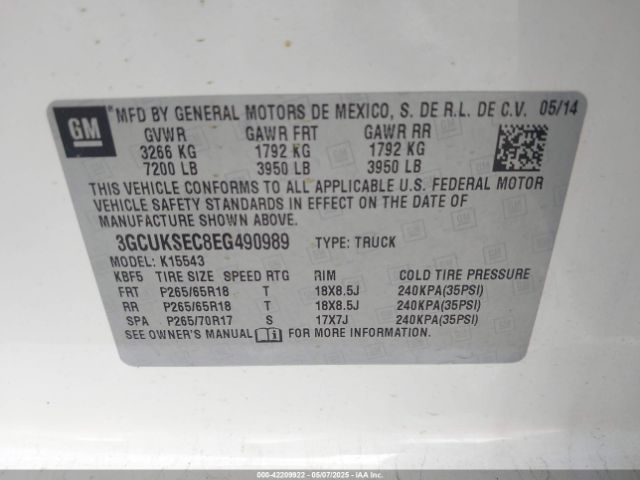 GM ® MFD BY GENERAL MOTORS DE MEXICO, S. DE R.L. DE C.V. 05/14
GVWR GAWR FRT GAWR RR
3266 KG 1792 KG 1792 KG
7200 LB 3950 LB 3950 LB
THIS VEHICLE CONFORMS TO ALL APPLICABLE U.S. FEDERAL MOTOR
VEHICLE SAFETY STANDARDS IN EFFECT ON THE DATE OF
MANUFACTURE SHOWN ABOVE.
3GCUKSEC8EG490989 TYPE: TRUCK
MODEL: K15543
KBF5 TIRE SIZE SPEED RTG RIM COLD TIRE PRESSURE
FRT P265/65R18 T 18X8.5J 240KPA(35PSI)
RR P265/65R18 T 18X8.5J 240KPA(35PSI)
SPA P265/70R17 S 17X7J 240KPA(35PSI)
SEE OWNER'S MANUAL FOR MORE INFORMATION.
000-42209922 - 05/07/2025 - IAAI.CA